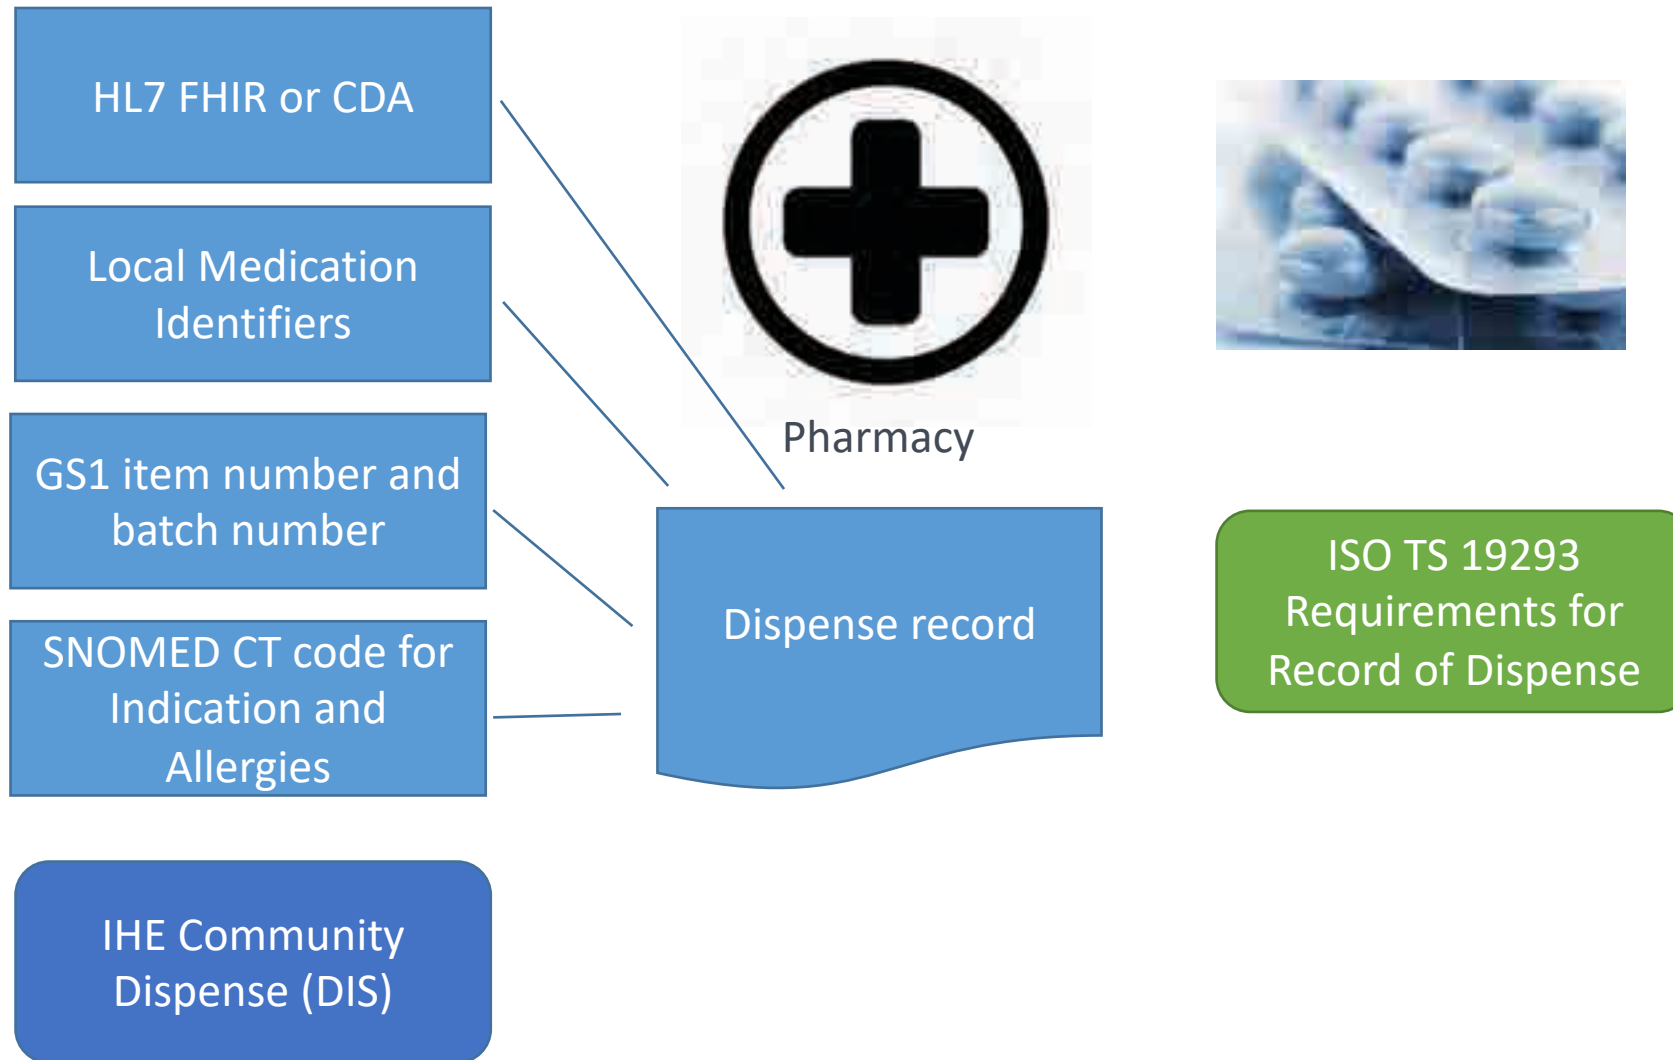 HL7 FHIR or CDA
Local Medication
Identifiers
GS1 item number and
batch number
SNOMED CT code for
Indication and
Allergies
IHE Community
Dispense (DIS)
Pharmacy
Dispense record
ISO TS 19293
Requirements for
Record of Dispense